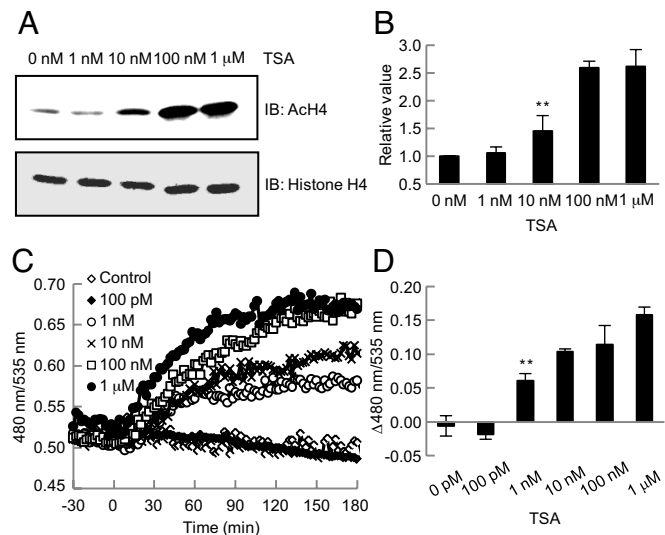 A
0 nM 1 nM 10 nM 100 nM 1 µM TSA
IB: AcH4
IB: Histone H4
B
Relative value
3.0
2.5
2.0
1.5
1.0
0.5
**
0 nM 1 nM 10 nM 100 nM 1 µM
TSA
C
480 nm/535 nm
0.70
0.65
0.60
0.55
0.50
0.45
Control
100 pM
1 nM
10 nM
100 nM
1 µM
-30 0 30 60 90 120 150 180
Time (min)
D
Δ480 nm/535 nm
0.20
0.15
0.10
0.05
0.00
-0.05
**
0 pM 100 pM 1 nM 10 nM 100 nM 1 µM
TSA